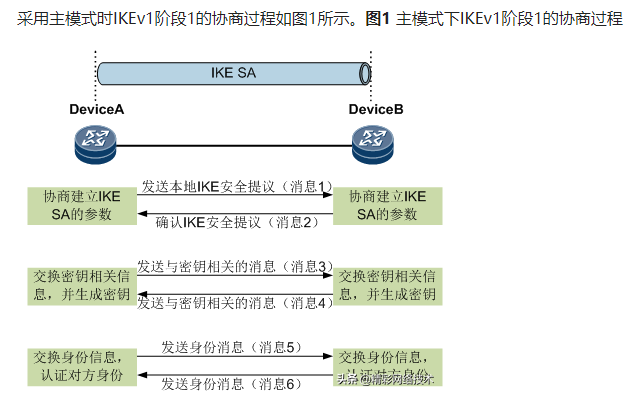 采用主模式时IKEv1阶段1的协商过程如图1所示。图1 主模式下IKEv1阶段1的协商过程
IKE SA
DeviceA
DeviceB
协商建立IKE
SA的参数
发送本地IKE安全提议（消息1）
确认IKE安全提议（消息2）
协商建立IKE
SA的参数
交换密钥相关信
息，并生成密钥
发送与密钥相关的消息（消息3）
发送与密钥相关的消息（消息4）
交换密钥相关信
息，并生成密钥
交换身份信息，
认证对方身份
发送身份消息（消息5）
发送身份消息（消息6）
交换身份信息，
认证对方身份
头条 @精彩网络技术